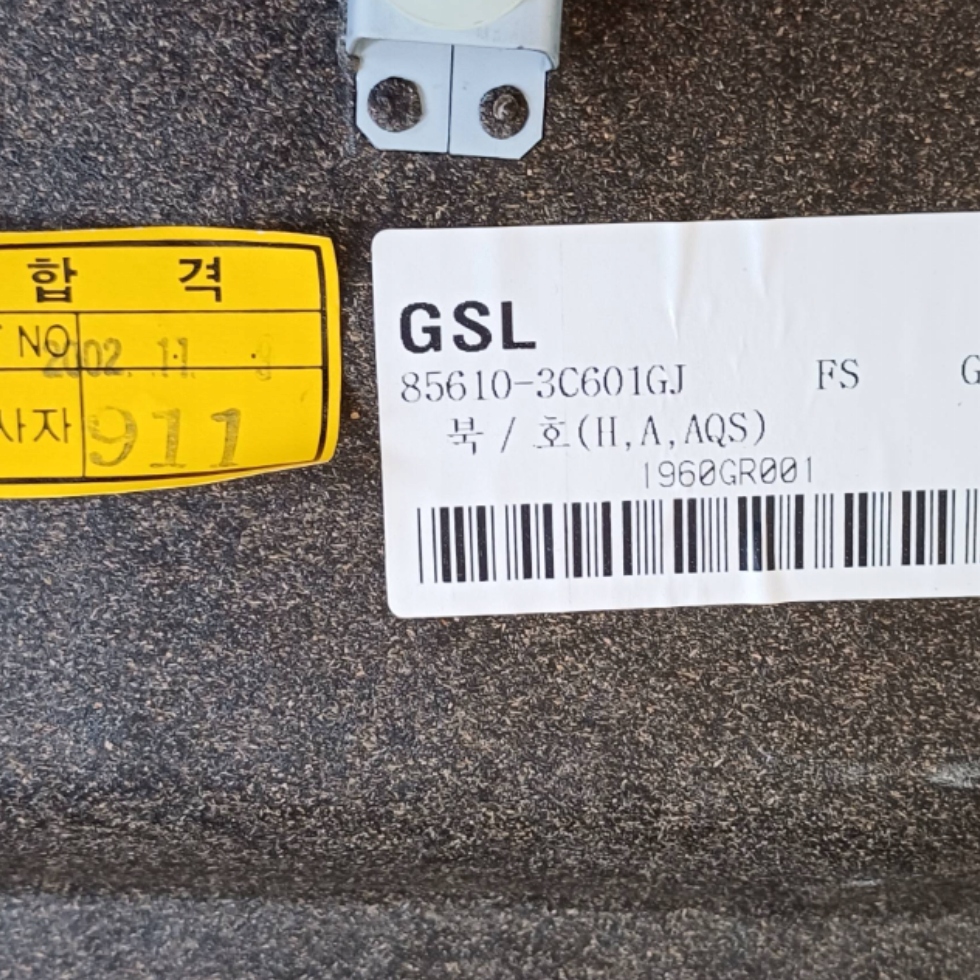 합 격
NO 2002. 11.
사자 911
GSL
85610-3C601GJ FS G
북 / 호(H,A,AQS)
1960GR001